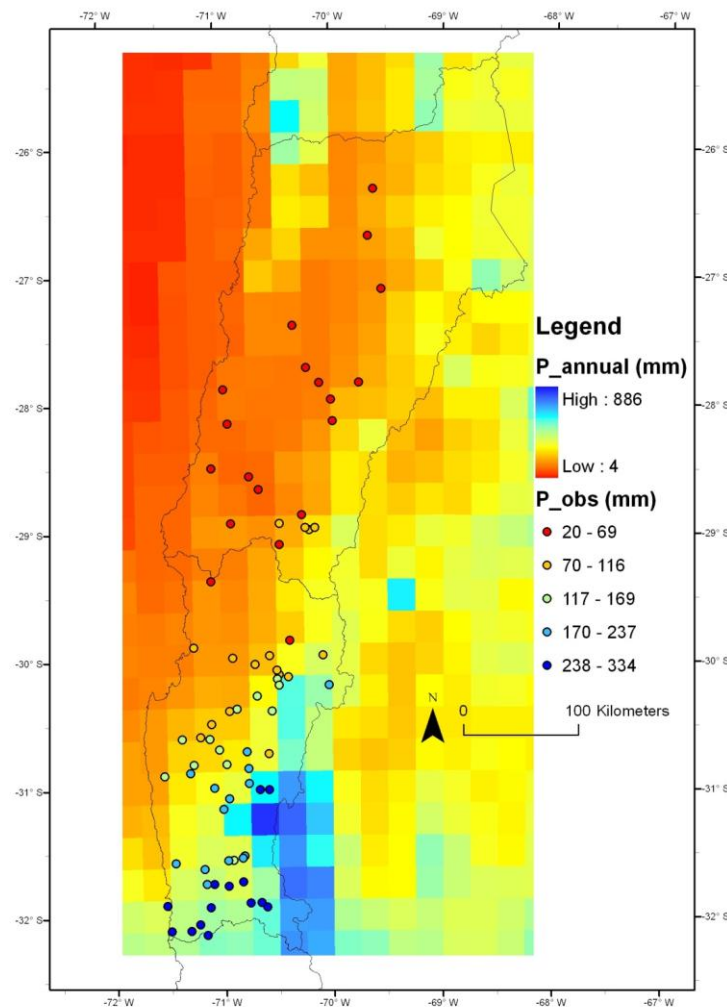 -72° W -71° W -70° W -69° W -68° W -67° W
-26° S -26° S
-27° S -27° S
Legend
P_annual (mm)
High : 886
-28° S -28° S
Low : 4
P_obs (mm)
-29° S 20 - 69 -29° S
70 - 116
117 - 169
-30° S 170 - 237 -30° S
238 - 334
N
0 100 Kilometers
-31° S -31° S
-32° S -32° S
-72° W -71° W -70° W -69° W -68° W -67° W